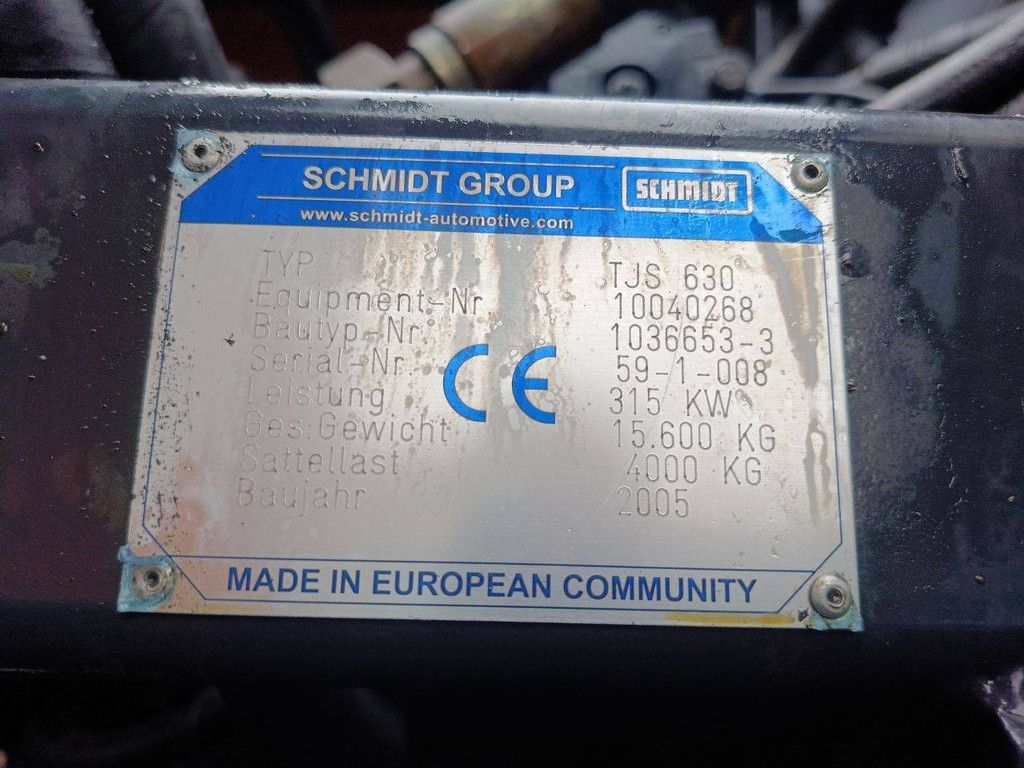 SCHMIDT GROUP SCHMIDT
www.schmidt-automotive.com
TYP TJS 630
Equipment-Nr. 10040268
Bautyp-Nr. 1036653-3
Serial-Nr. 59-1-008
Leistung 315 KW
Ges.Gewicht 15.600 KG
Sattellast 4000 KG
Baujahr 2005
CE
MADE IN EUROPEAN COMMUNITY